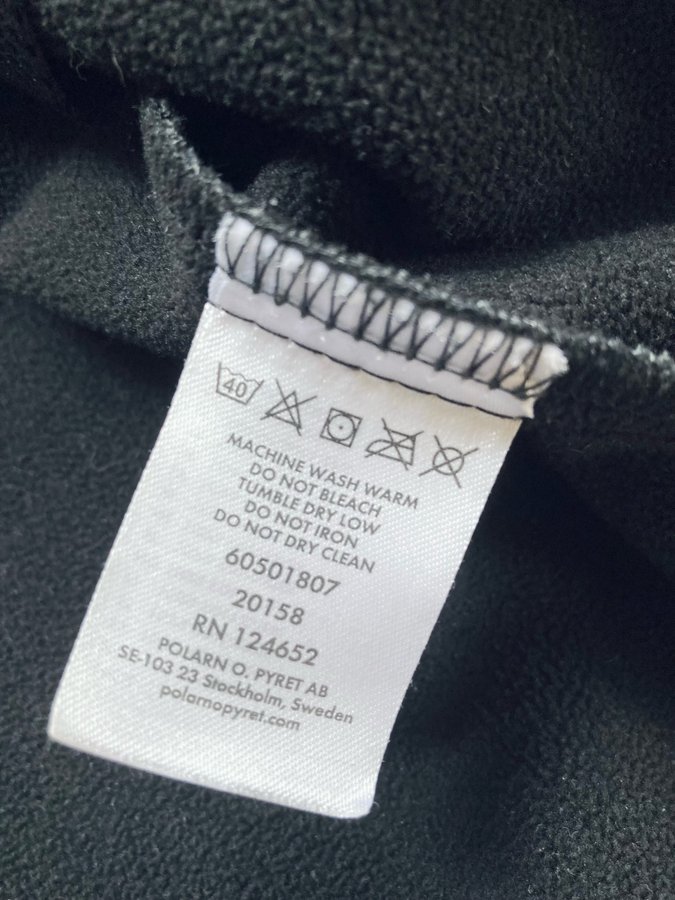 40
MACHINE WASH WARM
DO NOT BLEACH
TUMBLE DRY LOW
DO NOT IRON
DO NOT DRY CLEAN
60501807
20158
RN 124652
POLARN O. PYRET AB
SE-103 23 Stockholm, Sweden
polarnopyret.com